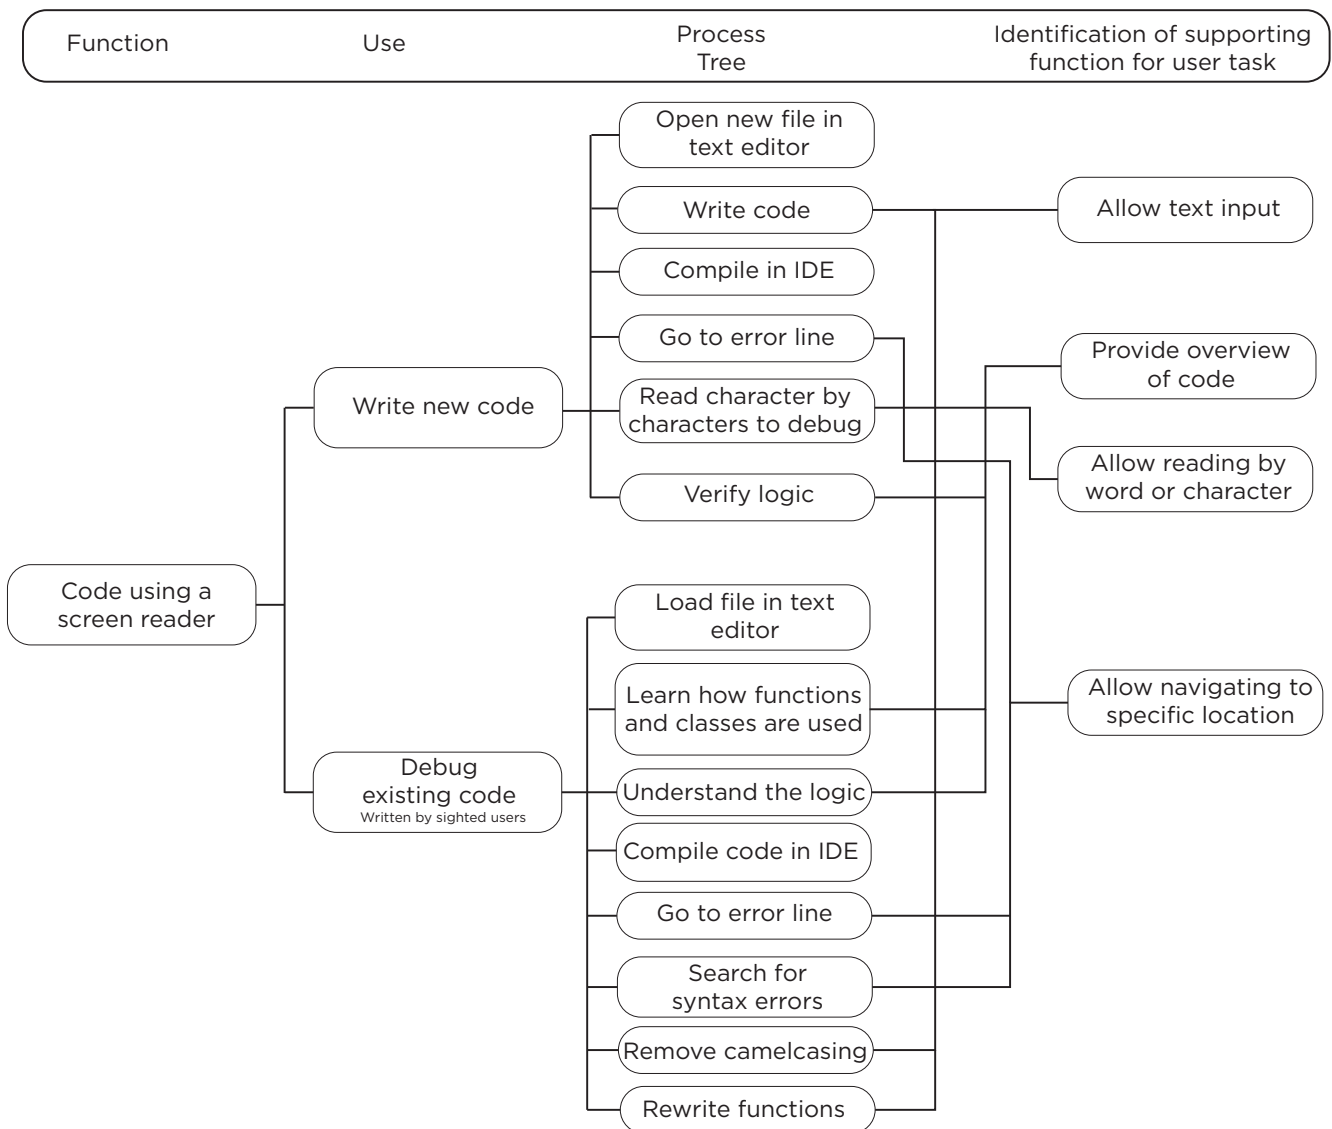 Function
Use
Process
Tree
Identification of supporting
function for user task
Code using a
screen reader
Write new code
Debug
existing code
Written by sighted users
Open new file in
text editor
Write code
Compile in IDE
Go to error line
Read character by
characters to debug
Verify logic
Load file in text
editor
Learn how functions
and classes are used
Understand the logic
Compile code in IDE
Go to error line
Search for
syntax errors
Remove camelcasing
Rewrite functions
Allow text input
Provide overview
of code
Allow reading by
word or character
Allow navigating to
specific location